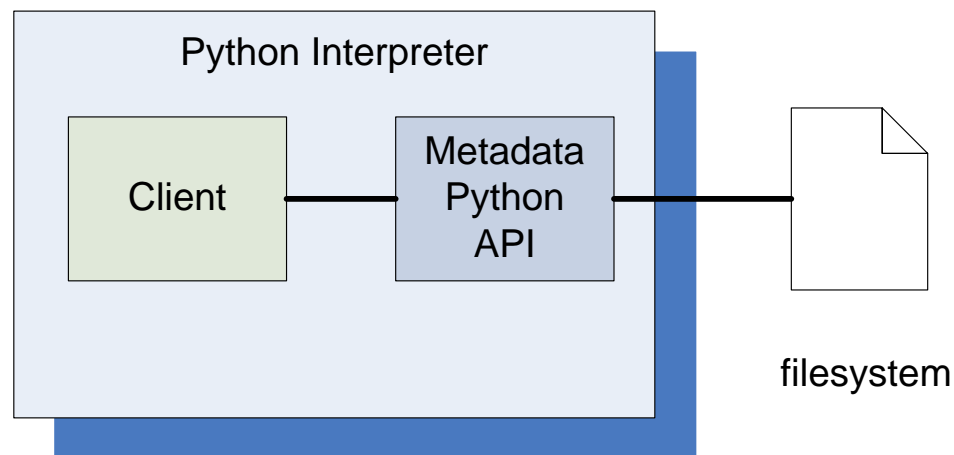 Python Interpreter
Client
Metadata
Python
API
filesystem